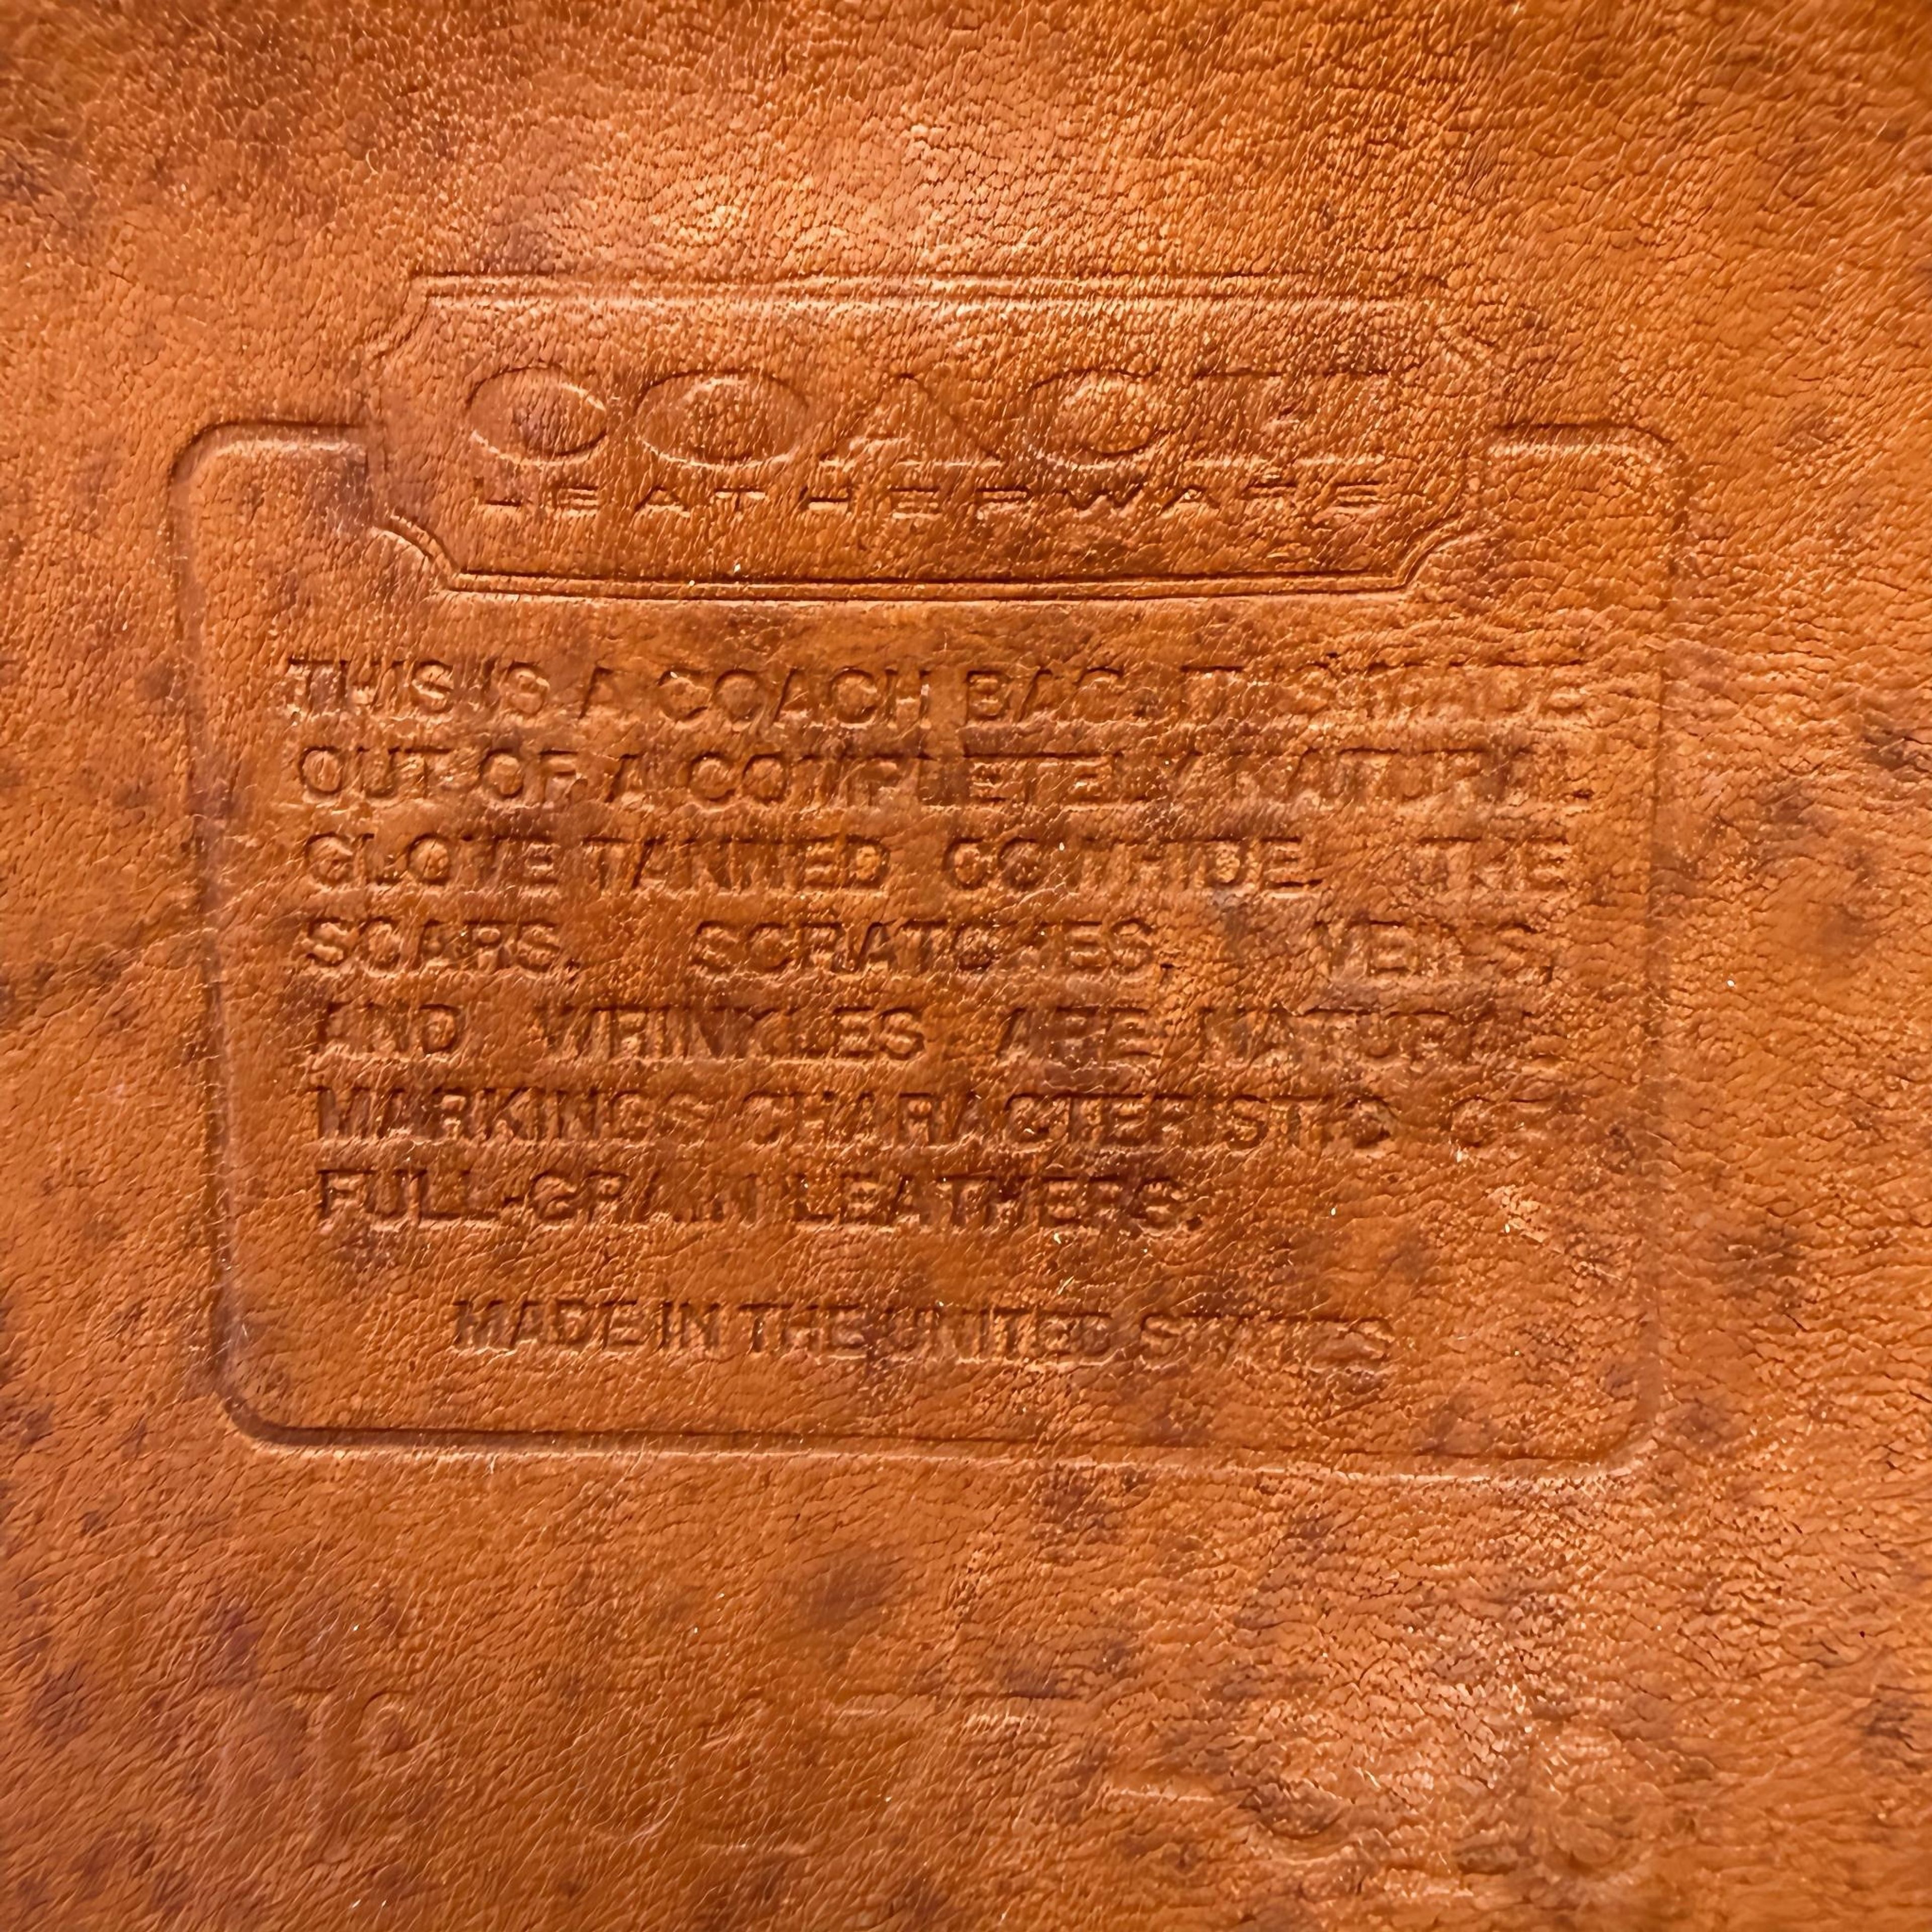 COACH
LEATHERWARE
THIS IS A COACH BAG. IT IS MADE
OUT OF A COMPLETELY NATURAL
GLOVE TANNED COWHIDE. THE
SCARS, SCRATCHES, VEINS,
AND WRINKLES ARE NATURAL
MARKINGS CHARACTERISTIC OF
FULL-GRAIN LEATHERS.
MADE IN THE UNITED STATES